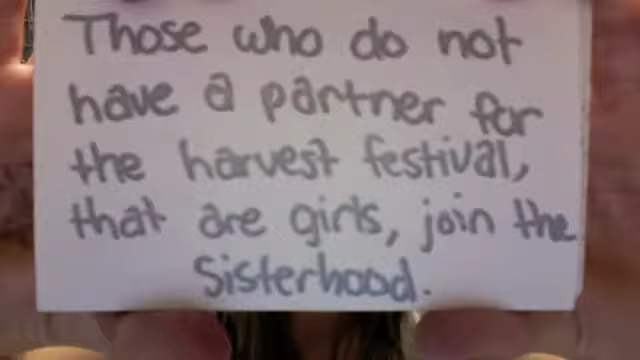 Those who do not
have a partner for
the harvest festival,
that are girls, join the
Sisterhood.